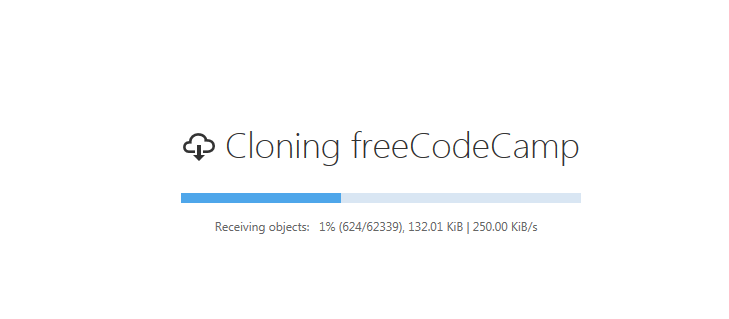 Cloning freeCodeCamp
Receiving objects: 1% (624/62339), 132.01 KiB | 250.00 KiB/s